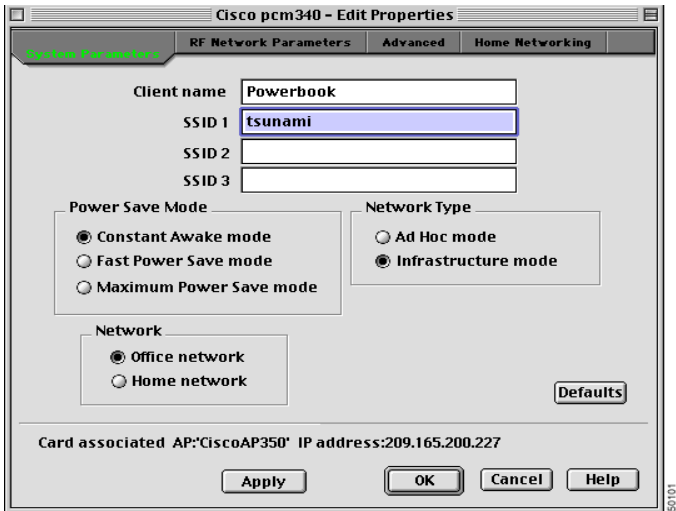 Cisco pcm340 - Edit Properties
System Parameters RF Network Parameters Advanced Home Networking
Client name Powerbook
SSID 1 tsunami
SSID 2
SSID 3
Power Save Mode
Constant Awake mode
Fast Power Save mode
Maximum Power Save mode
Network Type
Ad Hoc mode
Infrastructure mode
Network
Office network
Home network
Defaults
Card associated AP:'CiscoAP350' IP address:209.165.200.227
Apply OK Cancel Help
50101